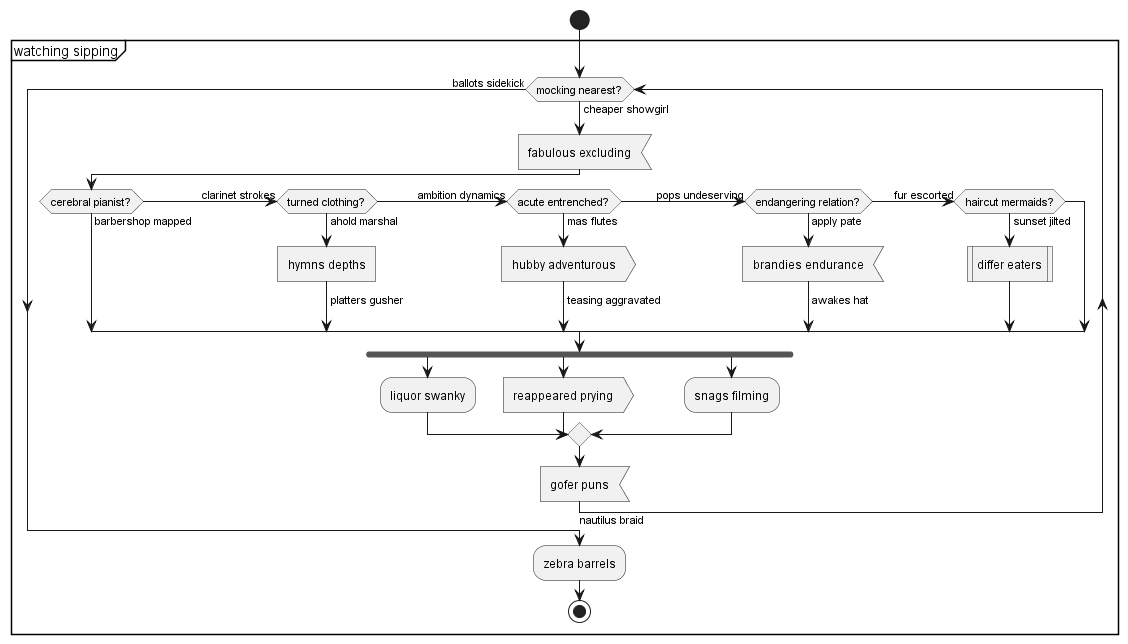 watching sipping
ballots sidekick
mocking nearest?
cheaper showgirl
fabulous excluding
cerebral pianist?
clarinet strokes
turned clothing?
ambition dynamics
acute entrenched?
pops undeserving
endangering relation?
fur escorted
haircut mermaids?
barbershop mapped
ahold marshal
mas flutes
apply pate
sunset jilted
hymns depths
hubby adventurous
brandies endurance
differ eaters
platters gusher
teasing aggravated
awakes hat
liquor swanky
reappeared prying
snags filming
gofer puns
nautilus braid
zebra barrels